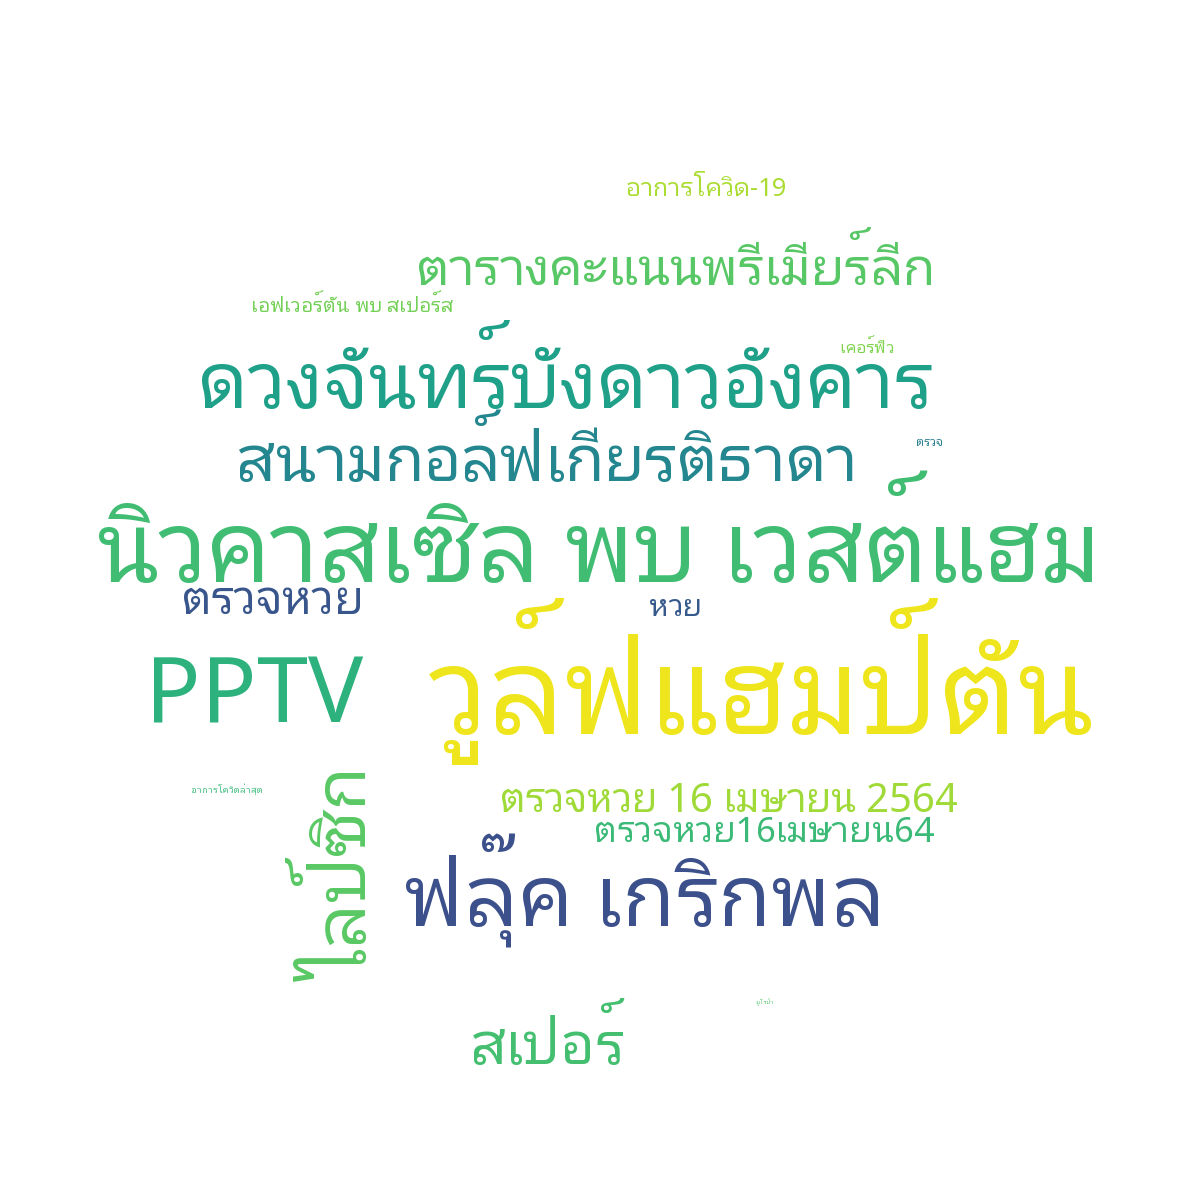 อาการโควิด-19
ตารางคะแนนพรีเมียร์ลีก
เอฟเวอร์ตัน พบ สเปอร์ส
เคอร์ฟิว
ดวงจันทร์บังดาวอังคาร
สนามกอล์ฟเกียรติธาดา
ตรวจ
นิวคาสเซิล พบ เวสต์แฮม
ตรวจหวย
หวย
PPTV
วูล์ฟแฮมป์ตัน
อาการโควิดล่าสุด
ตรวจหวย 16 เมษายน 2564
ตรวจหวย16เมษายน64
ไลป์ซิก
ฟลุ๊ค เกริกพล
สเปอร์